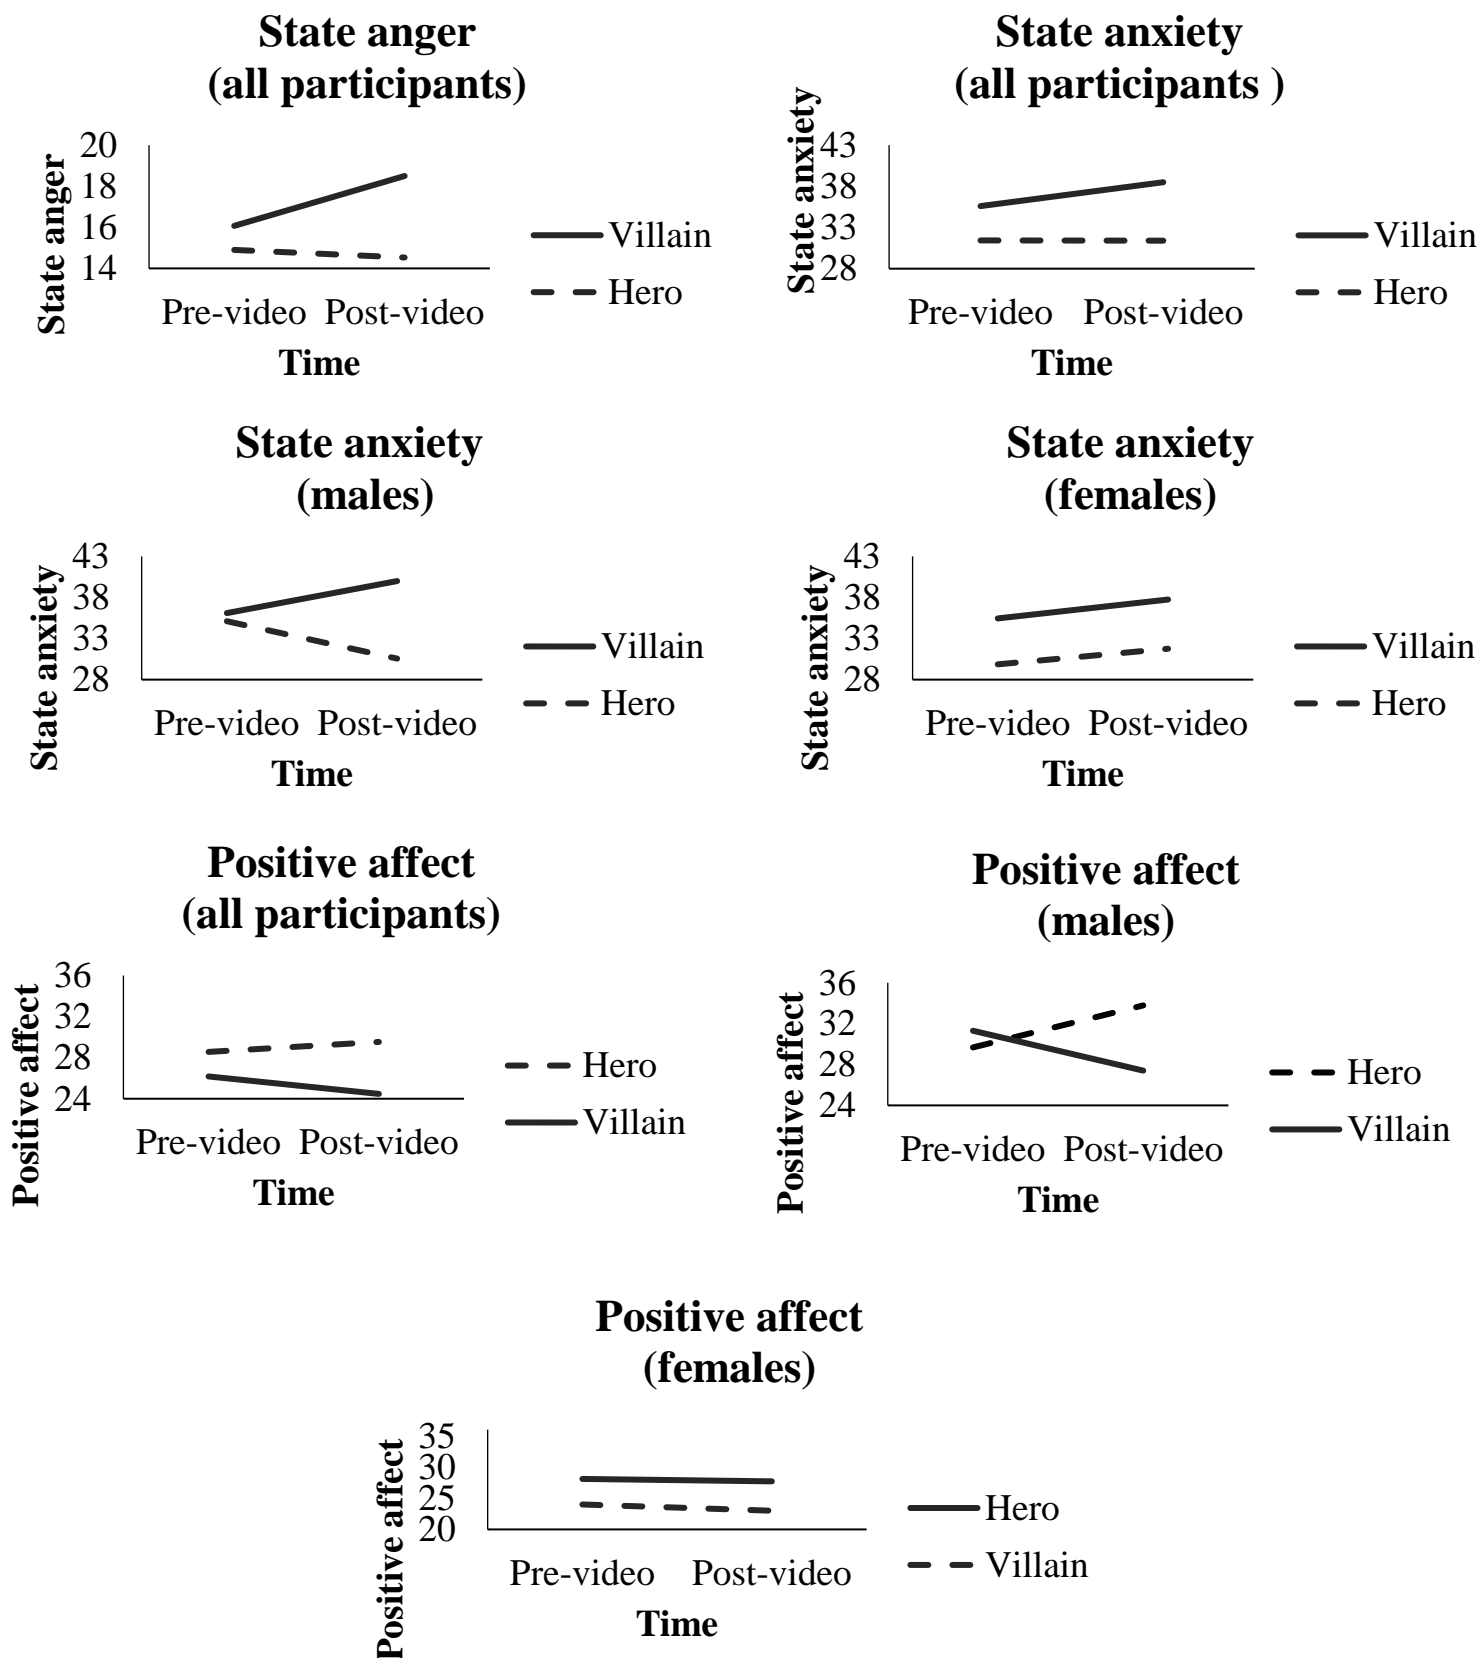 State anger
(all participants)
State anger
20
18
16
14
Pre-video Post-video
Time
Villain
Hero
State anxiety
(all participants )
State anxiety
43
38
33
28
Pre-video Post-video
Time
Villain
Hero
State anxiety
(males)
State anxiety
43
38
33
28
Pre-video Post-video
Time
Villain
Hero
State anxiety
(females)
State anxiety
43
38
33
28
Pre-video Post-video
Time
Villain
Hero
Positive affect
(all participants)
Positive affect
36
32
28
24
Pre-video Post-video
Time
Hero
Villain
Positive affect
(males)
Positive affect
36
32
28
24
Pre-video Post-video
Time
Hero
Villain
Positive affect
(females)
Positive affect
35
30
25
20
Pre-video Post-video
Time
Hero
Villain